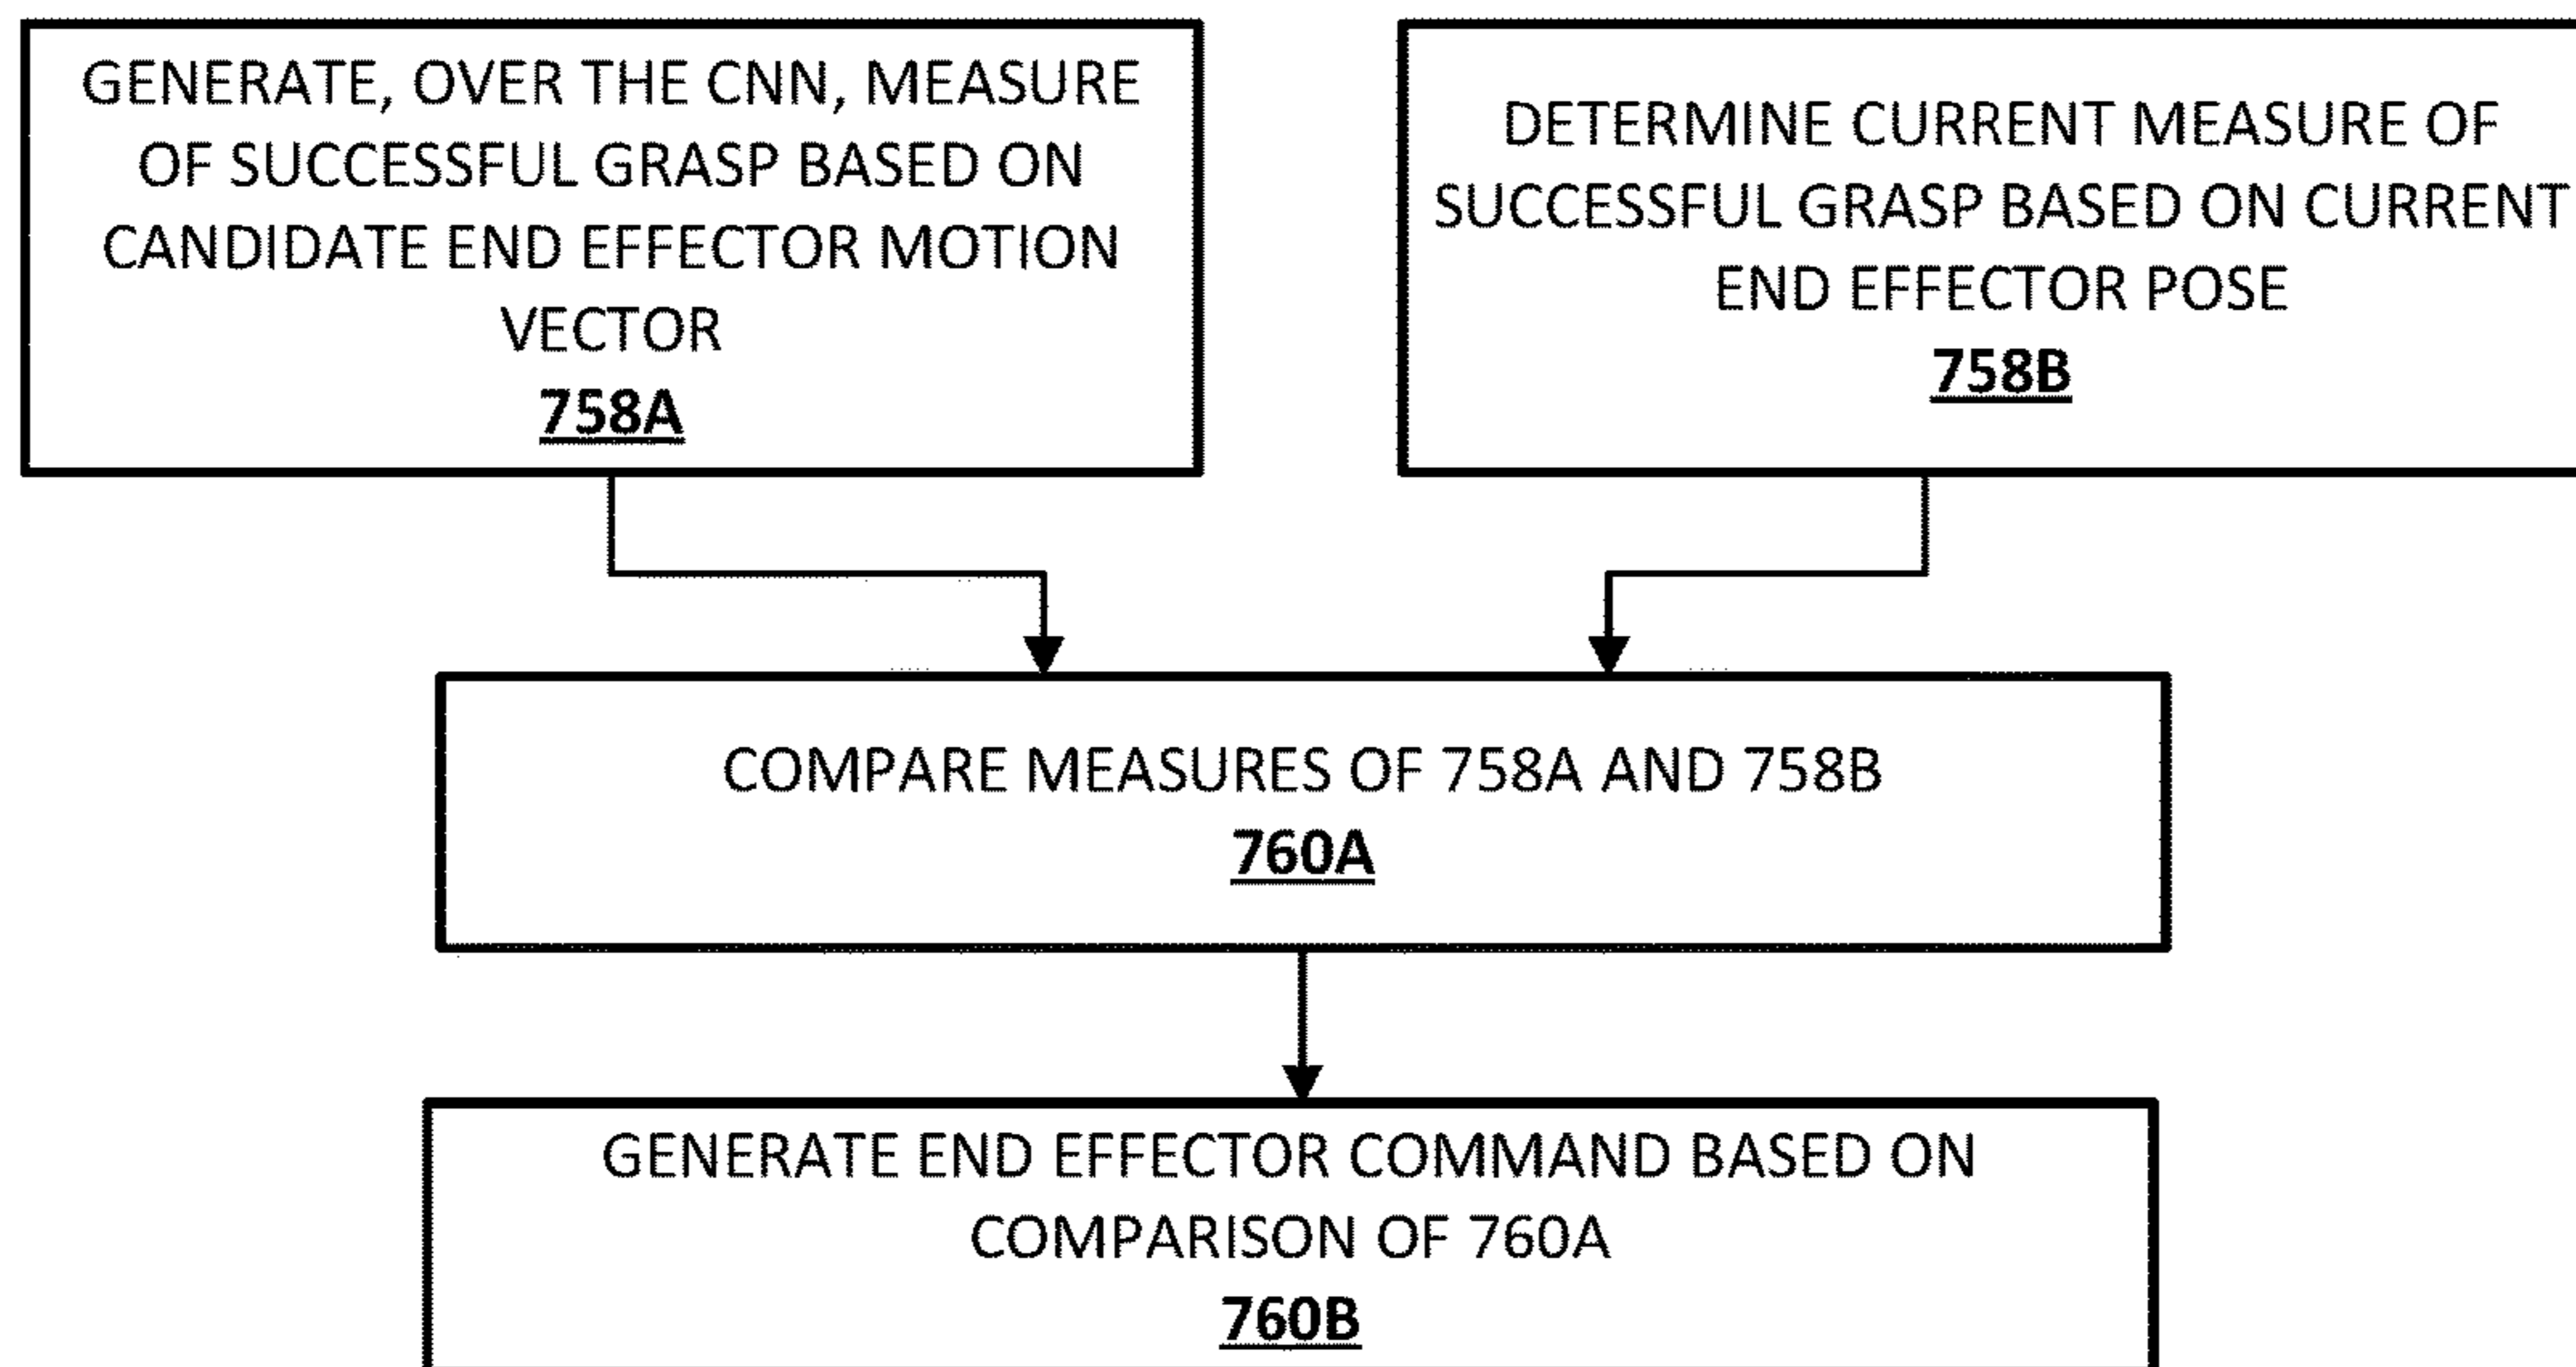 GENERATE, OVER THE CNN, MEASURE
OF SUCCESSFUL GRASP BASED ON
CANDIDATE END EFFECTOR MOTION
VECTOR
758A
DETERMINE CURRENT MEASURE OF
SUCCESSFUL GRASP BASED ON CURRENT
END EFFECTOR POSE
758B
COMPARE MEASURES OF 758A AND 758B
760A
GENERATE END EFFECTOR COMMAND BASED ON
COMPARISON OF 760A
760B